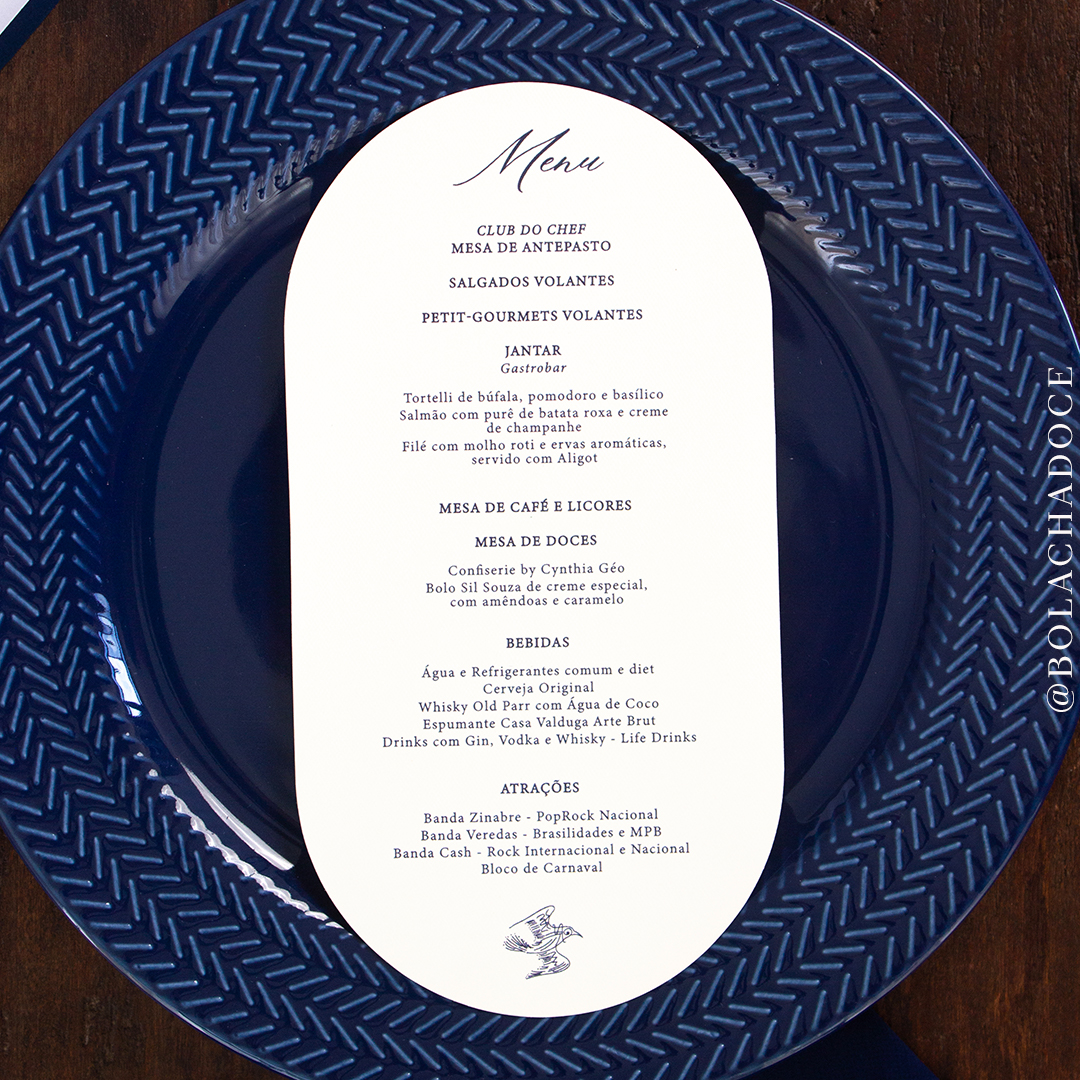 Menu
CLUB DO CHEF
MESA DE ANTEPASTO
SALGADOS VOLANTES
PETIT-GOURMETS VOLANTES
JANTAR
Gastrobar
Tortelli de búfala, pomodoro e basílico
Salmão com purê de batata roxa e creme
de champanhe
Filé com molho roti e ervas aromáticas,
servido com Aligot
MESA DE CAFÉ E LICORES
MESA DE DOCES
Confiserie by Cynthia Géo
Bolo Sil Souza de creme especial,
com amêndoas e caramelo
BEBIDAS
Água e Refrigerantes comum e diet
Cerveja Original
Whisky Old Parr com Água de Coco
Espumante Casa Valduga Arte Brut
Drinks com Gin, Vodka e Whisky - Life Drinks
ATRAÇÕES
Banda Zinabre - PopRock Nacional
Banda Veredas - Brasilidades e MPB
Banda Cash - Rock Internacional e Nacional
Bloco de Carnaval
@BOLACHADOCE